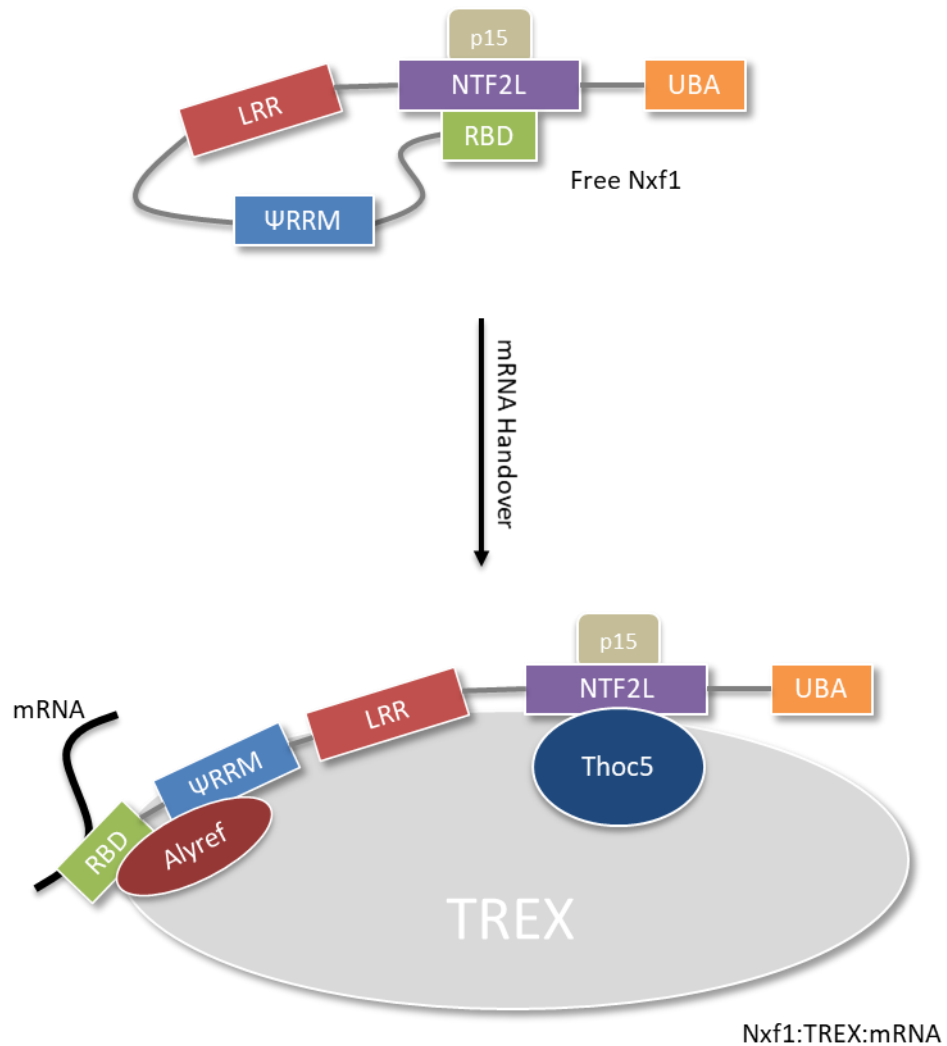 p15
NTF2L
UBA
LRR
RBD
Free Nxf1
ΨRRM
mRNA Handover
p15
NTF2L
UBA
mRNA
LRR
ΨRRM
Thoc5
RBD
Alyref
TREX
Nxf1:TREX:mRNA